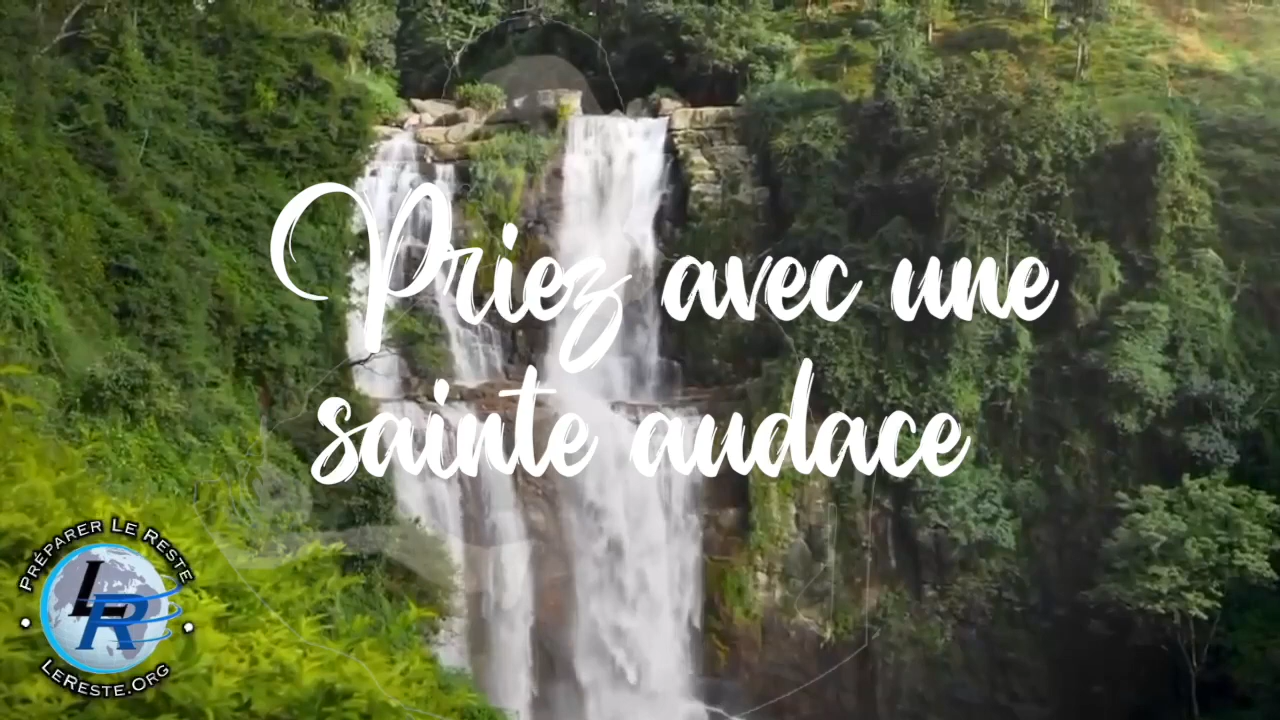 Priez avec une
sainte audace
PRÉPARER LE RESTE
LR
LERESTE.ORG